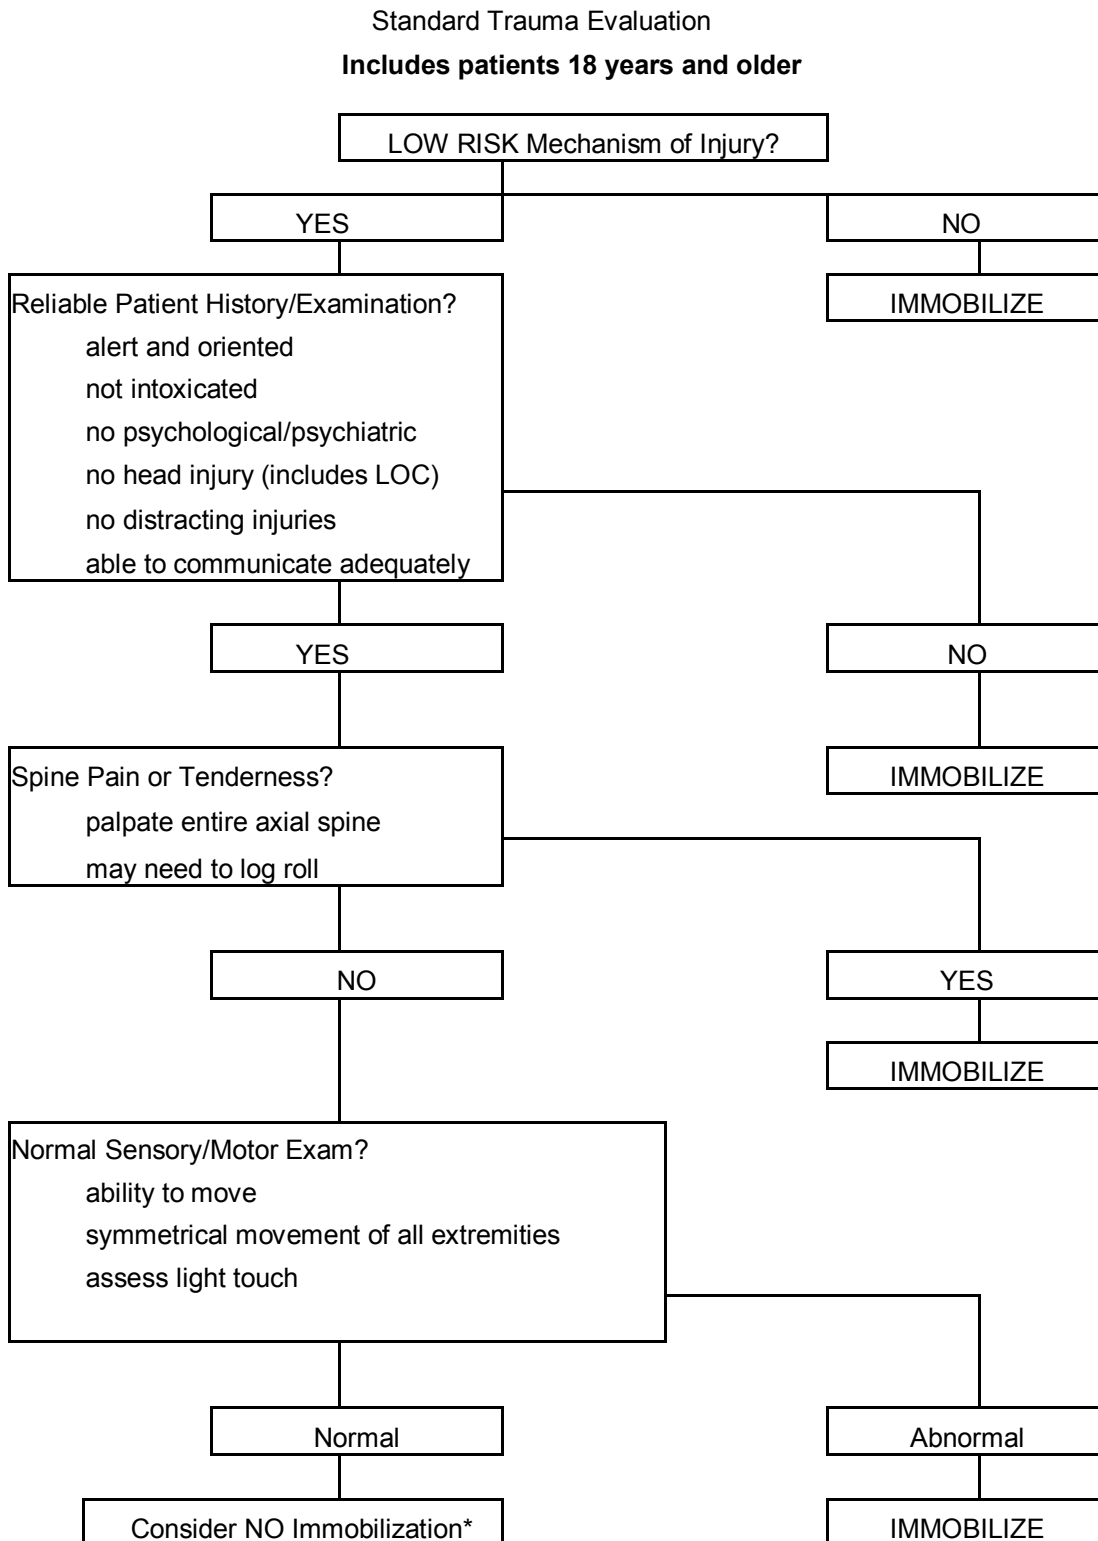 Standard Trauma Evaluation
Includes patients 18 years and older
LOW RISK Mechanism of Injury?
YES
NO
Reliable Patient History/Examination?
IMMOBILIZE
alert and oriented
not intoxicated
no psychological/psychiatric
no head injury (includes LOC)
no distracting injuries
able to communicate adequately
YES
NO
Spine Pain or Tenderness?
IMMOBILIZE
palpate entire axial spine
may need to log roll
NO
YES
IMMOBILIZE
Normal Sensory/Motor Exam?
ability to move
symmetrical movement of all extremities
assess light touch
Normal
Abnormal
Consider NO Immobilization*
IMMOBILIZE